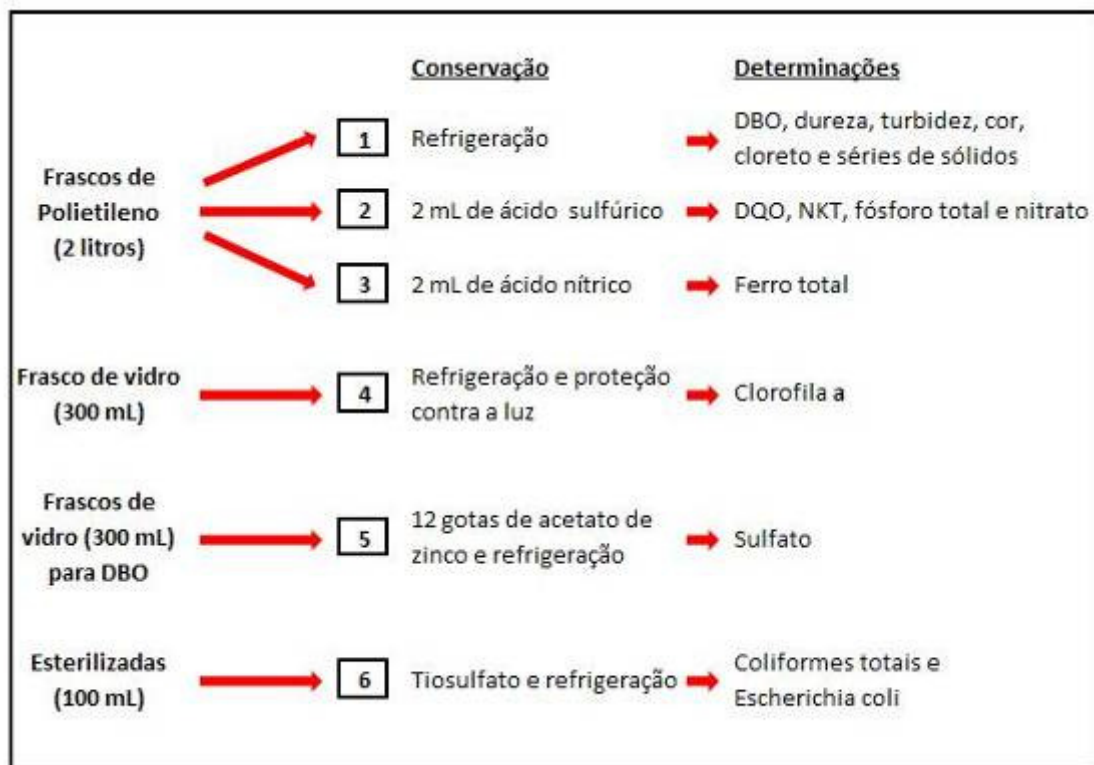 Conservação
Determinações
Frascos de
Polietileno
(2 litros)
1
Refrigeração
DBO, dureza, turbidez, cor,
cloreto e séries de sólidos
2
2 mL de ácido sulfúrico
DQO, NKT, fósforo total e nitrato
3
2 mL de ácido nítrico
Ferro total
Frasco de vidro
(300 mL)
4
Refrigeração e proteção
contra a luz
Clorofila a
Frascos de
vidro (300 mL)
para DBO
5
12 gotas de acetato de
zinco e refrigeração
Sulfato
Esterilizadas
(100 mL)
6
Tiosulfato e refrigeração
Coliformes totais e
Escherichia coli